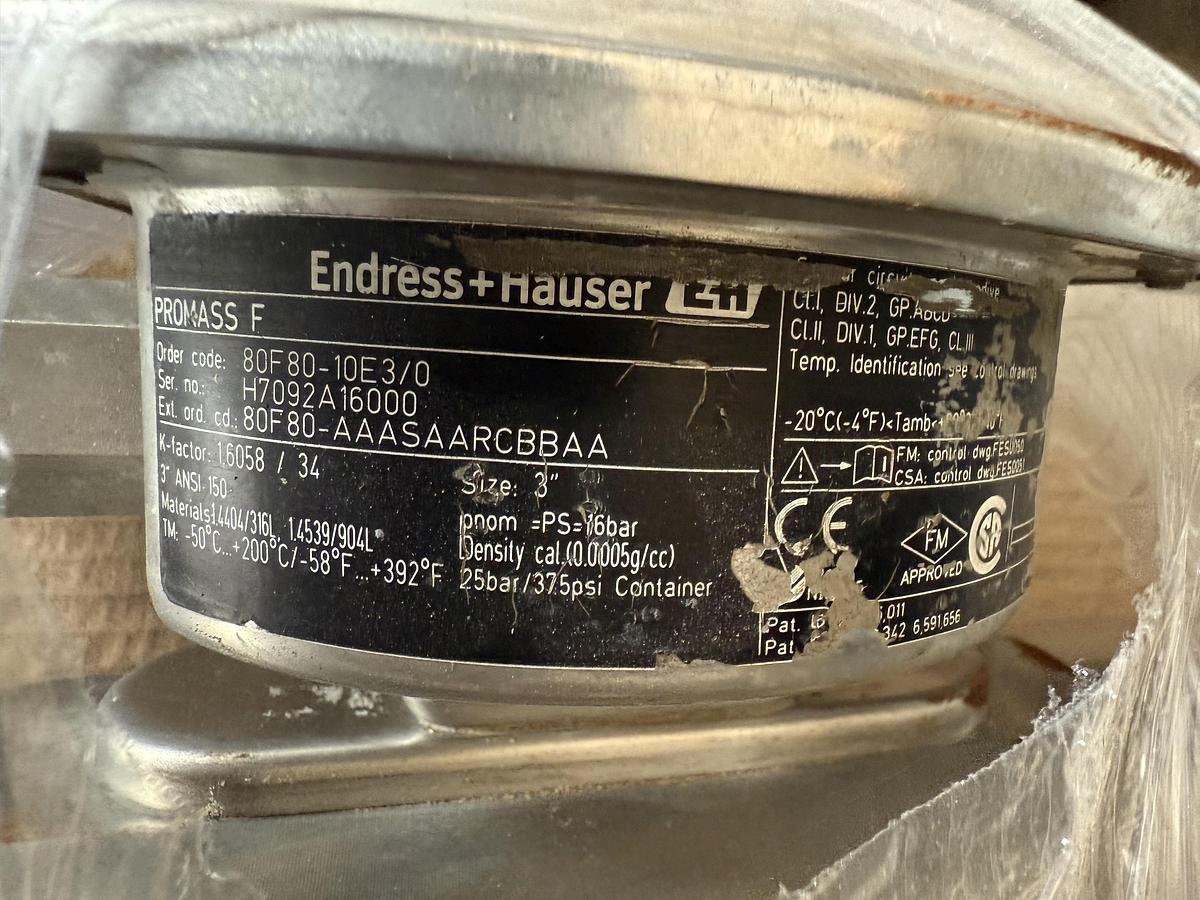 Endress+Hauser
PROMASS F
Order code: 80F80-10E3/0
Ser. no.: H7092A16000
Ext. ord. cd.: 80F80-AAASAARCBBAA
K-factor: 1.6058 / 34
3" ANSI 150
Size: 3"
Materials: 1.4404/316L, 1.4539/904L
pnom =PS=16bar
TM: -50°C...+200°C/-58°F...+392°F
Density cal.(0.0005g/cc)
25bar/375psi Container
CL.I, DIV.2, GP.ABCD
CL.II, DIV.1, GP.EFG, CL.III
Temp. Identification see control drawings
-20°C(-4°F)<Tamb<
FM: control dwg.
CSA: control dwg.
CE
FM
APPROVED
Pat.
Pat. 6,591,656